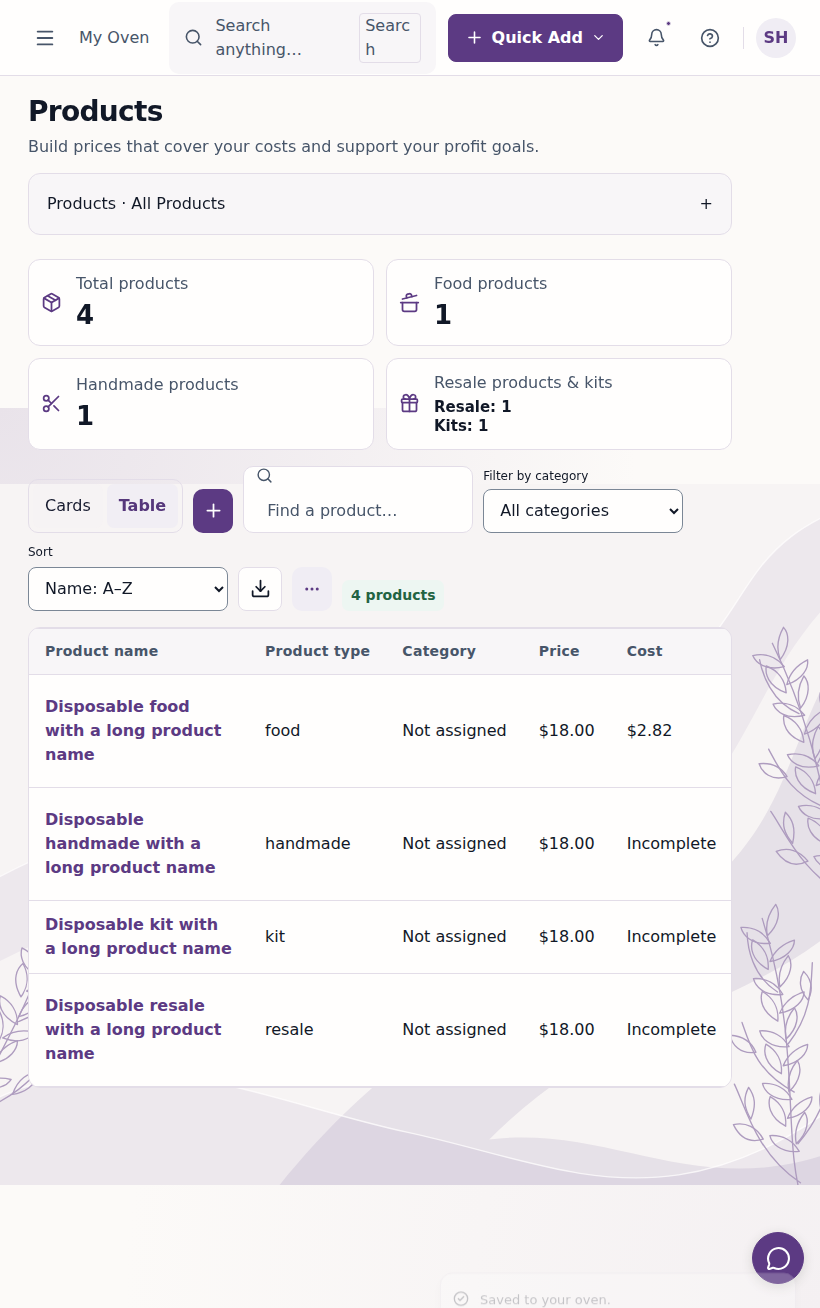 My Oven
Search
anything…
Searc
h
Quick Add
SH
Products
Build prices that cover your costs and support your profit goals.
Products · All Products
+
Total products
4
Food products
1
Handmade products
1
Resale products & kits
Resale: 1
Kits: 1
Cards
Table
Find a product…
Filter by category
All categories
Sort
Name: A–Z
4 products
Product name Product type Category Price Cost
Disposable food
with a long product
name
food Not assigned $18.00 $2.82
Disposable
handmade with a
long product name
handmade Not assigned $18.00 Incomplete
Disposable kit with
a long product name
kit Not assigned $18.00 Incomplete
Disposable resale
with a long product
name
resale Not assigned $18.00 Incomplete
Saved to your oven.